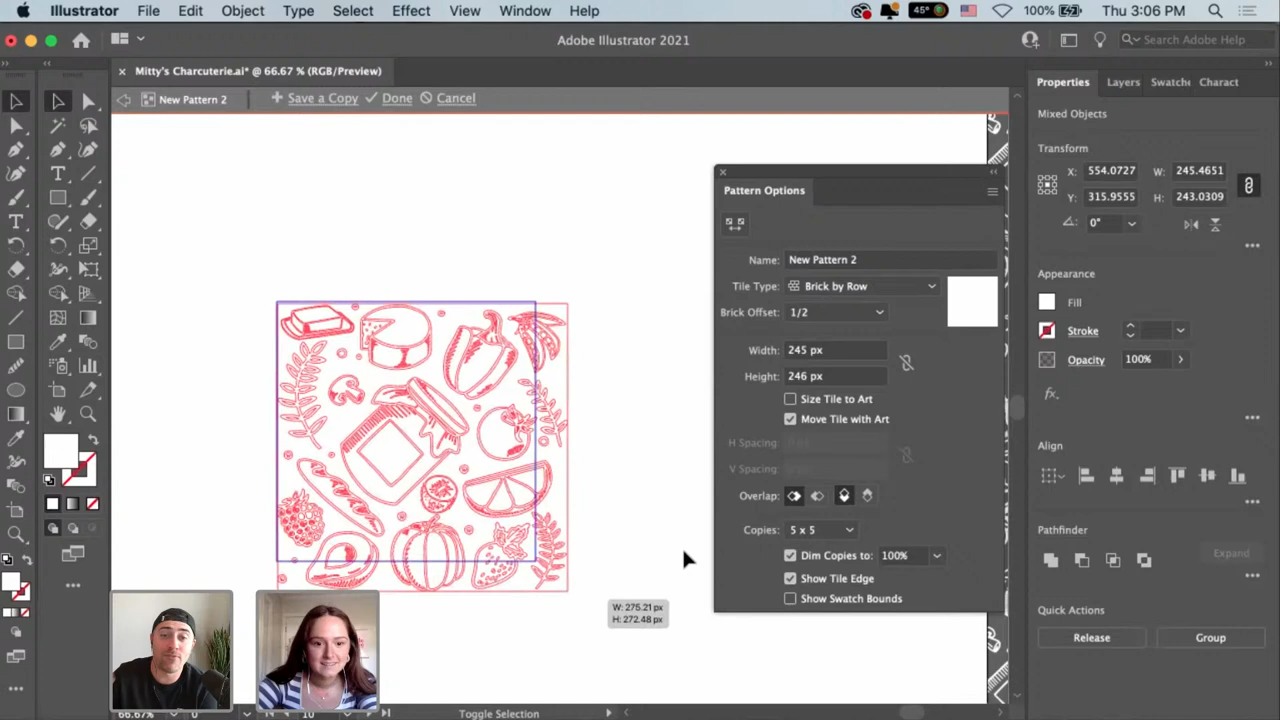 Illustrator File Edit Object Type Select Effect View Window Help 45° 100% Thu 3:06 PM
Adobe Illustrator 2021 Search Adobe Help
× Mitty's Charcuterie.ai* @ 66.67 % (RGB/Preview)
New Pattern 2 + Save a Copy Done Cancel
Pattern Options
Name: New Pattern 2
Tile Type: Brick by Row
Brick Offset: 1/2
Width: 245 px
Height: 246 px
Size Tile to Art
Move Tile with Art
H Spacing:
V Spacing:
Overlap:
Copies: 5 x 5
Dim Copies to: 100%
Show Tile Edge
Show Swatch Bounds
W: 275.21 px
H: 272.48 px
Properties Layers Swatch Charact
Mixed Objects
Transform
X: 554.0727 W: 245.4651
Y: 315.9555 H: 243.0309
0°
Appearance
Fill
Stroke
Opacity 100%
fx.
Align
Pathfinder
Expand
Quick Actions
Release Group
66.67% 0 10 Toggle Selection